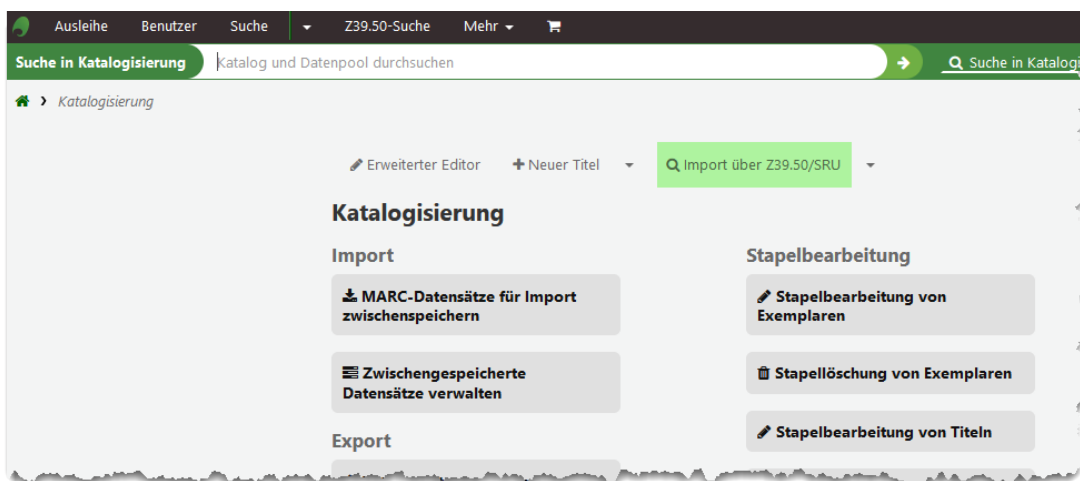 Ausleihe Benutzer Suche Z39.50-Suche Mehr
Suche in Katalogisierung Katalog und Datenpool durchsuchen Suche in Katalogi
Katalogisierung
Erweiterter Editor Neuer Titel Import über Z39.50/SRU
Katalogisierung
Import
MARC-Datensätze für Import
zwischenspeichern
Zwischengespeicherte
Datensätze verwalten
Export
Stapelbearbeitung
Stapelbearbeitung von
Exemplaren
Stapellöschung von Exemplaren
Stapelbearbeitung von Titeln